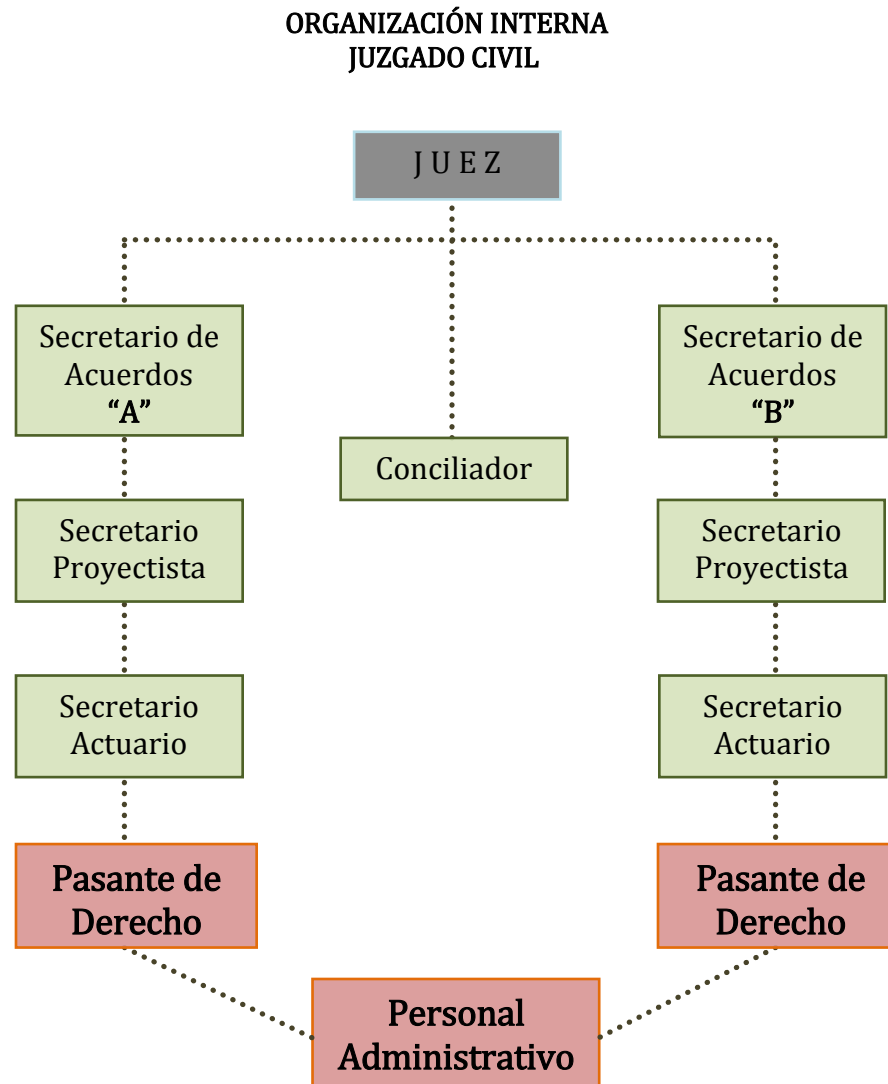 ORGANIZACIÓN INTERNA
JUZGADO CIVIL
J U E Z
Secretario de
Acuerdos
“A”
Secretario de
Acuerdos
“B”
Conciliador
Secretario
Proyectista
Secretario
Proyectista
Secretario
Actuario
Secretario
Actuario
Pasante de
Derecho
Pasante de
Derecho
Personal
Administrativo